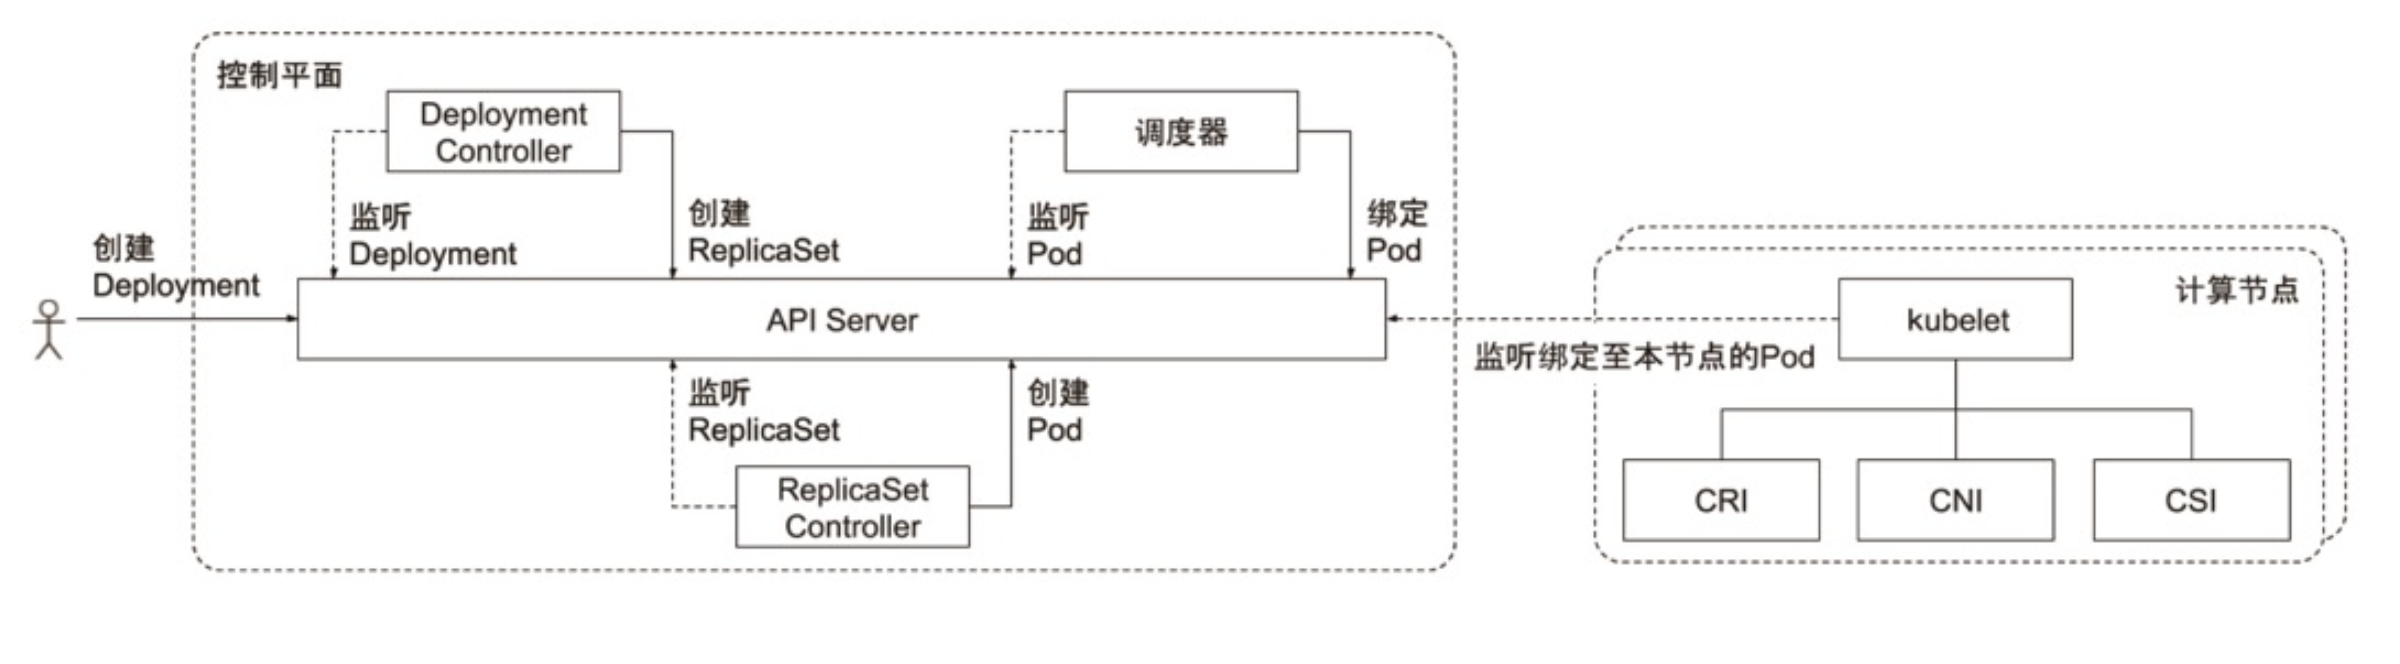 控制平面
Deployment
Controller
调度器
监听
Deployment
创建
ReplicaSet
监听
Pod
绑定
Pod
创建
Deployment
API Server
kubelet
计算节点
监听绑定至本节点的Pod
监听
ReplicaSet
创建
Pod
ReplicaSet
Controller
CRI
CNI
CSI